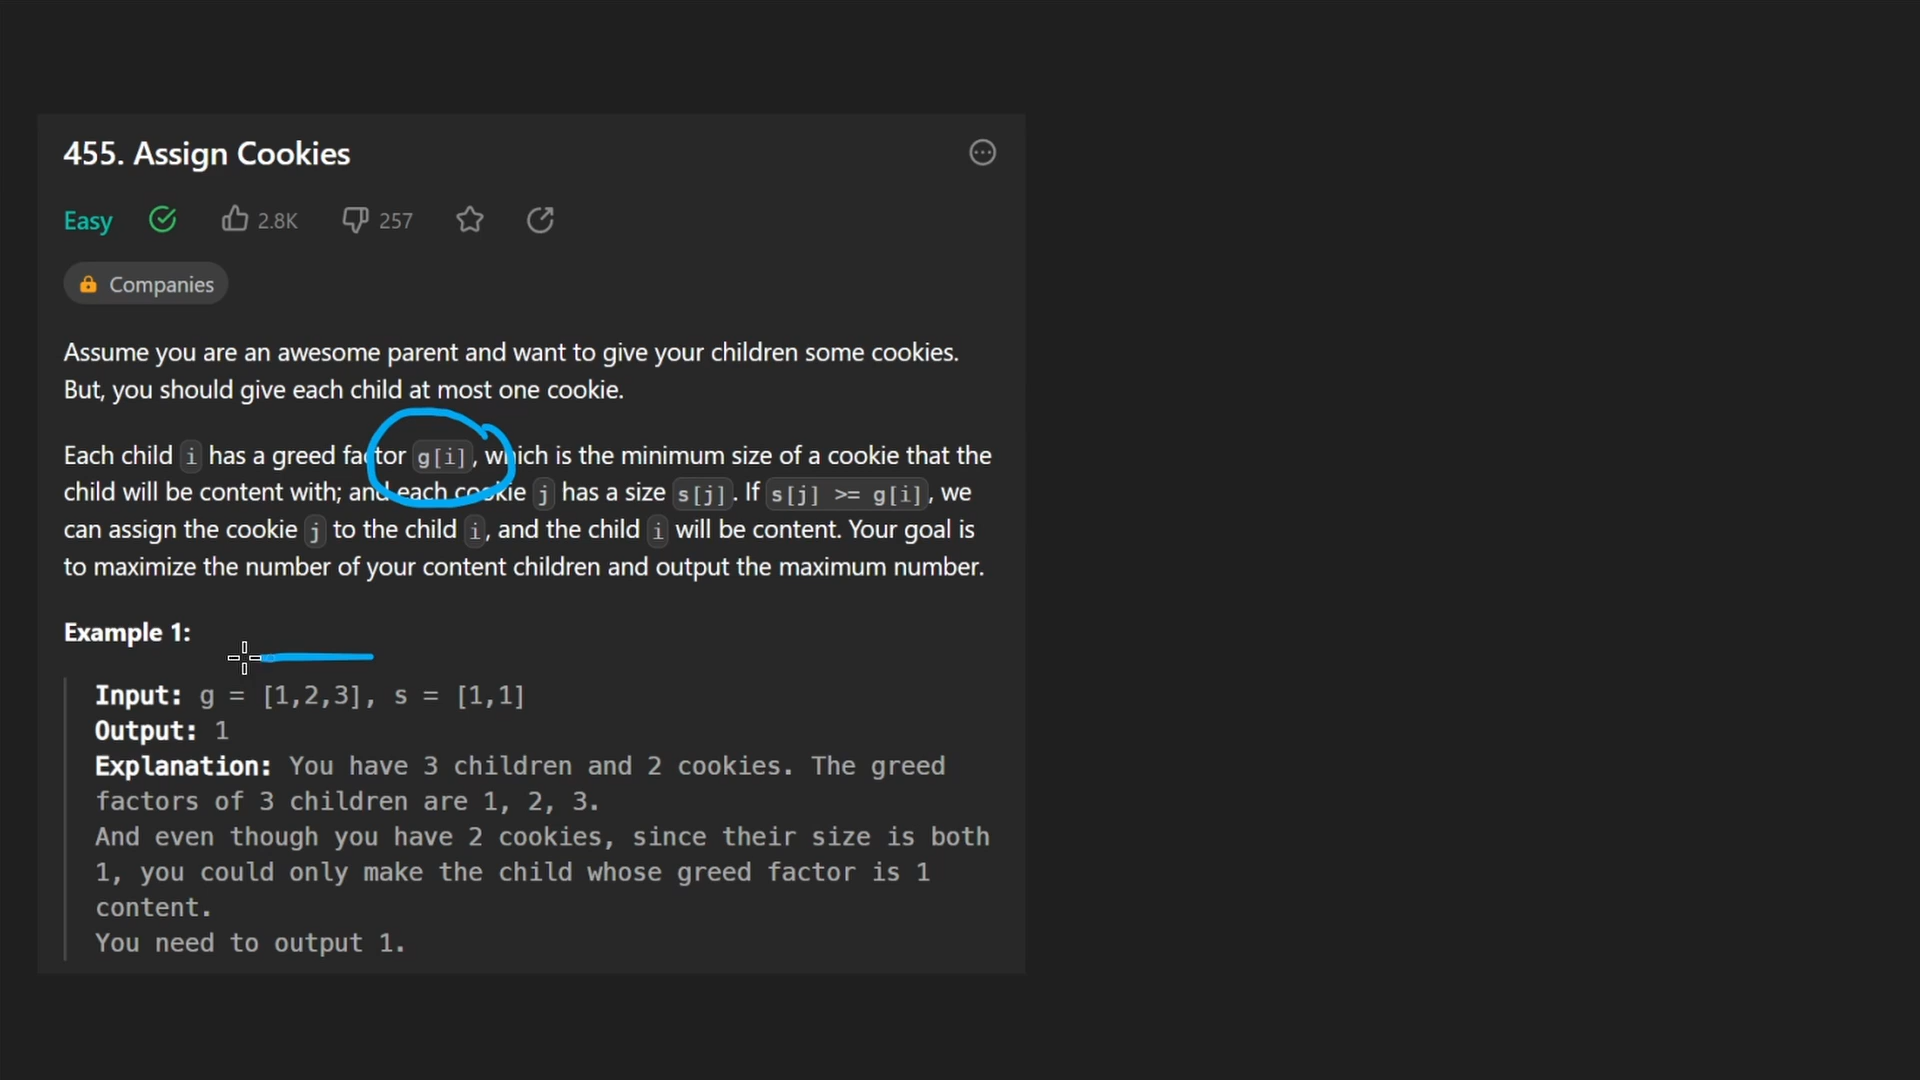 455. Assign Cookies
Easy 2.8K 257
Companies
Assume you are an awesome parent and want to give your children some cookies.
But, you should give each child at most one cookie.
Each child i has a greed factor g[i], which is the minimum size of a cookie that the
child will be content with; and each cookie j has a size s[j]. If s[j] >= g[i], we
can assign the cookie j to the child i, and the child i will be content. Your goal is
to maximize the number of your content children and output the maximum number.
Example 1:
Input: g = [1,2,3], s = [1,1]
Output: 1
Explanation: You have 3 children and 2 cookies. The greed
factors of 3 children are 1, 2, 3.
And even though you have 2 cookies, since their size is both
1, you could only make the child whose greed factor is 1
content.
You need to output 1.